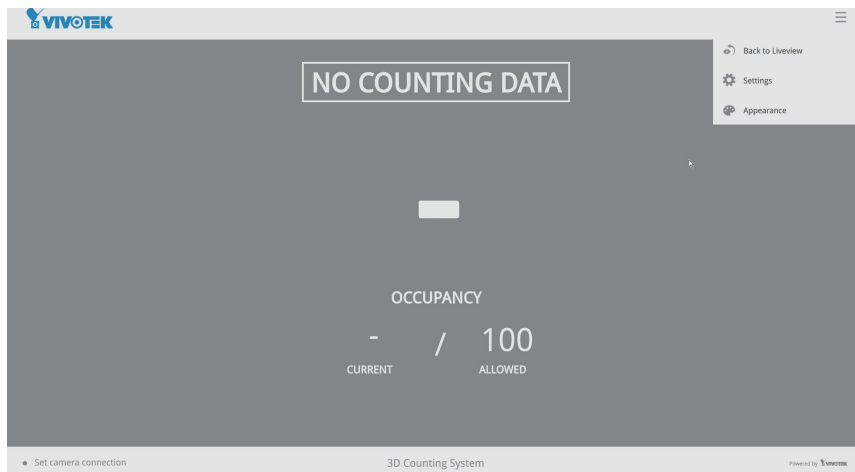 VIVOTEK
Back to Liveview
Settings
Appearance
NO COUNTING DATA
-
OCCUPANCY
- / 100
CURRENT ALLOWED
Set camera connection
3D Counting System
Powered by VIVOTEK